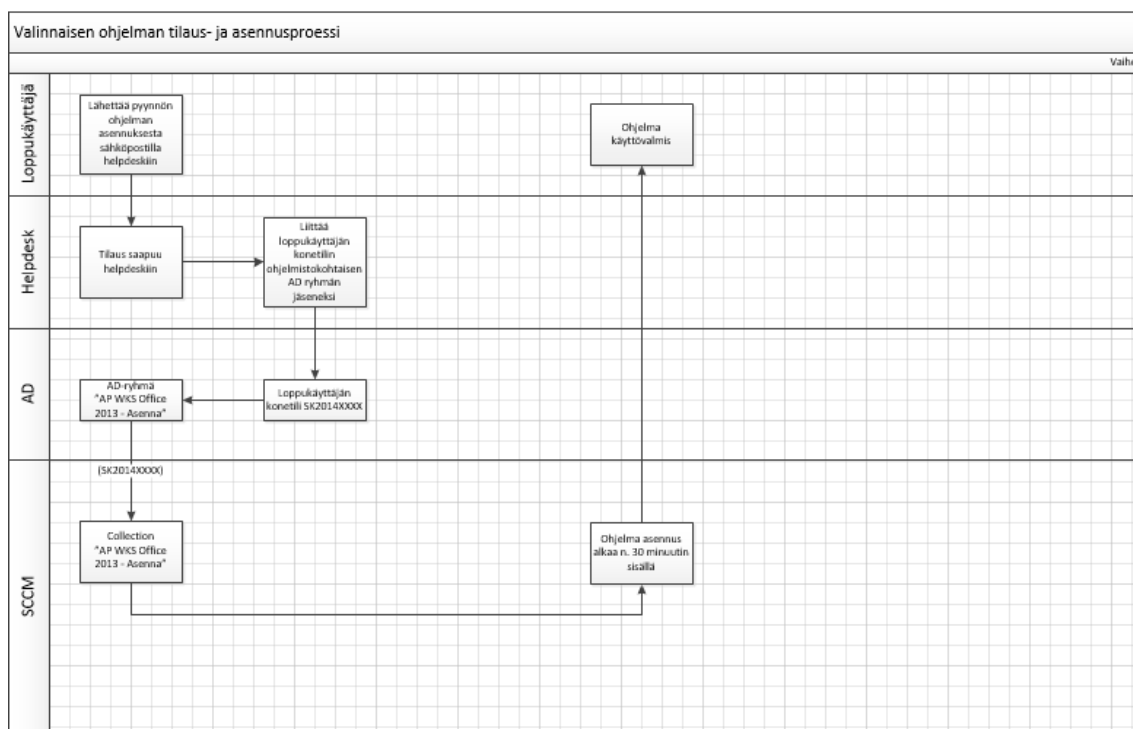 Valinnaisen ohjelman tilaus- ja asennusproessi
Vaihe
Loppukäyttäjä
Lähettää pyynnön
ohjelman
asennuksesta
sähköpostilla
helpdeskiin
Ohjelma
käyttövalmis
Helpdesk
Tilaus saapuu
helpdeskiin
Liittää
loppukäyttäjän
konetilin
ohjelmistokohtaisen
AD ryhmän
jäseneksi
AD
AD-ryhmä
"AP WKS Office
2013 - Asenna"
Loppukäyttäjän
konetili SK2014XXXX
(SK2014XXXX)
SCCM
Collection
"AP WKS Office
2013 - Asenna"
Ohjelma asennus
alkaa n. 30 minuutin
sisällä